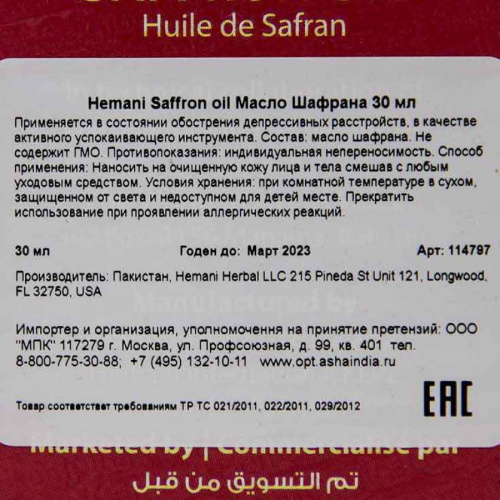 Huile de Safran
Hemani Saffron oil Масло Шафрана 30 мл
Применяется в состоянии обострения депрессивных расстройств, в качестве
активного успокаивающего инструмента. Состав: масло шафрана. Не
содержит ГМО. Противопоказания: индивидуальная непереносимость. Способ
применения: Наносить на очищенную кожу лица и тела смешав с любым
уходовым средством. Условия хранения: при комнатной температуре в сухом,
защищенном от света и недоступном для детей месте. Прекратить
использование при проявлении аллергических реакций.
30 мл Годен до: Март 2023 Арт: 114797
Производитель: Пакистан, Hemani Herbal LLC 215 Pineda St Unit 121, Longwood,
FL 32750, USA
Импортер и организация, уполномочення на принятие претензий: ООО
"МПК" 117279 г. Москва, ул. Профсоюзная, д. 99, кв. 401 тел.
8-800-775-30-88; +7 (495) 132-10-11 www.opt.ashaindia.ru
Товар соответствует требованиям ТР ТС 021/2011, 022/2011, 029/2012
EAC
Marketed by | Commercialisé par
تم التسويق من قبل